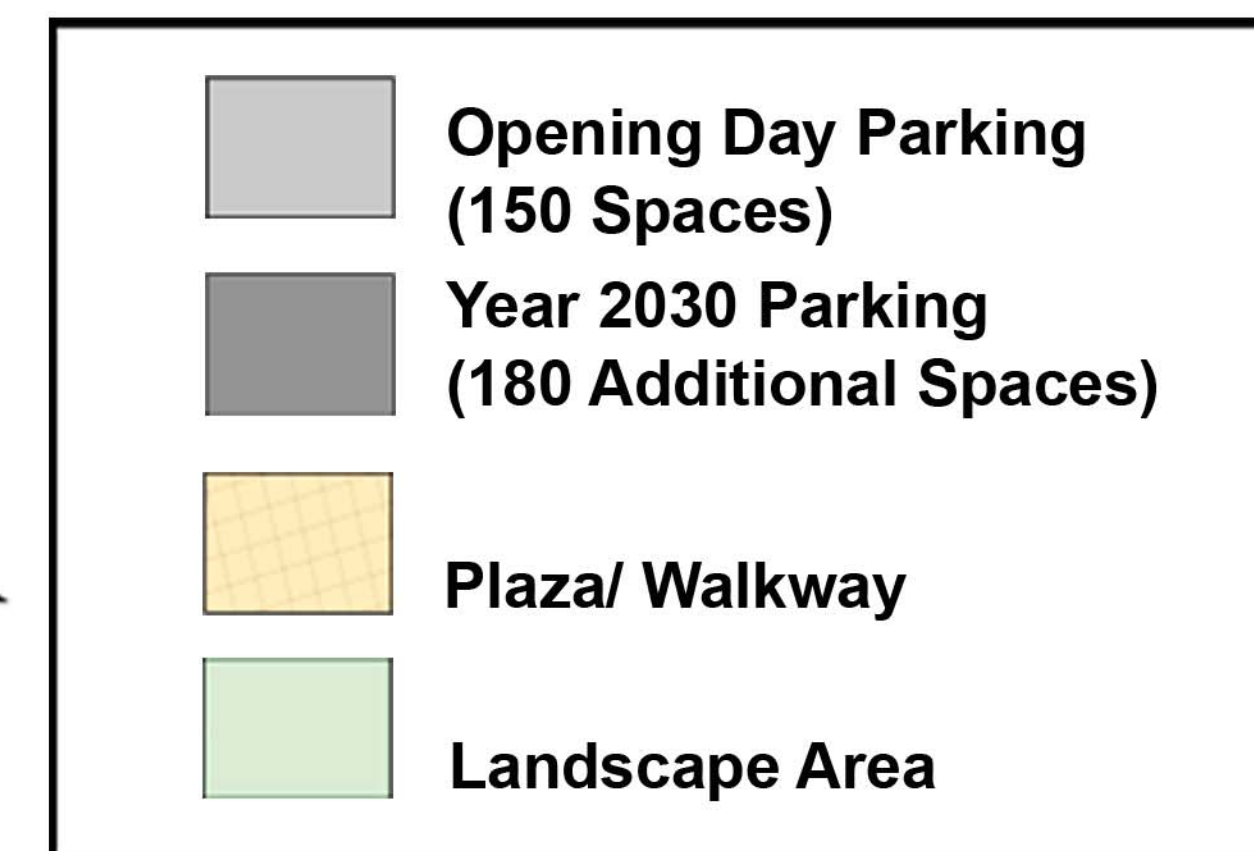 Opening Day Parking
(150 Spaces)
Year 2030 Parking
(180 Additional Spaces)
Plaza/ Walkway
Landscape Area